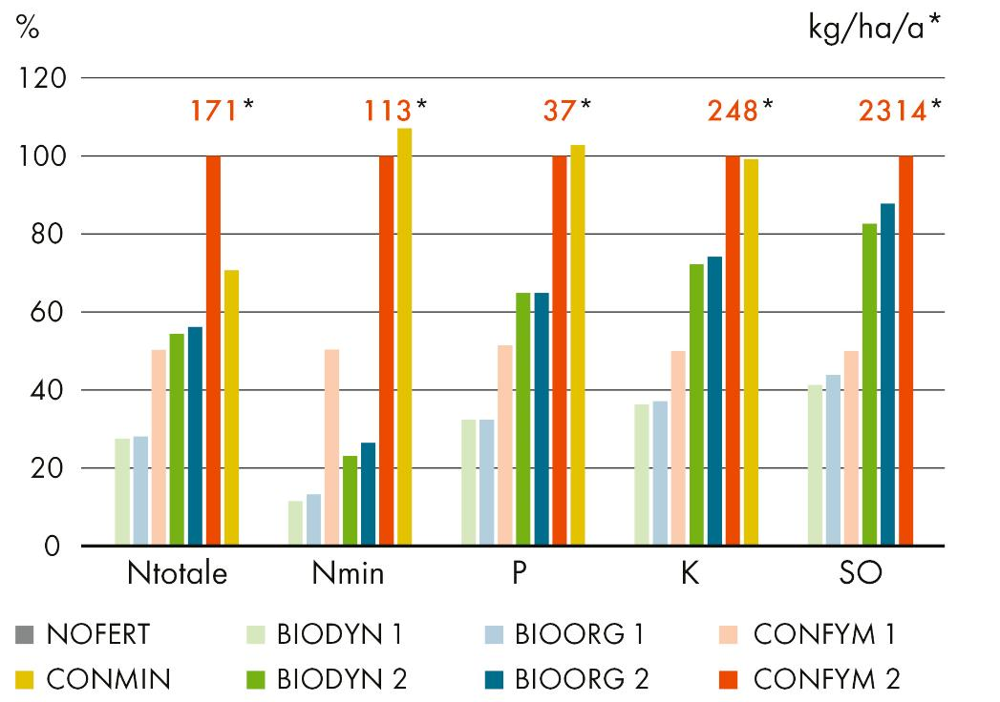 % kg/ha/a*
120
171* 113* 37* 248* 2314*
100
80
60
40
20
0
Ntotale Nmin P K SO
NOFERT BIODYN 1 BIOORG 1 CONFYM 1
CONMIN BIODYN 2 BIOORG 2 CONFYM 2